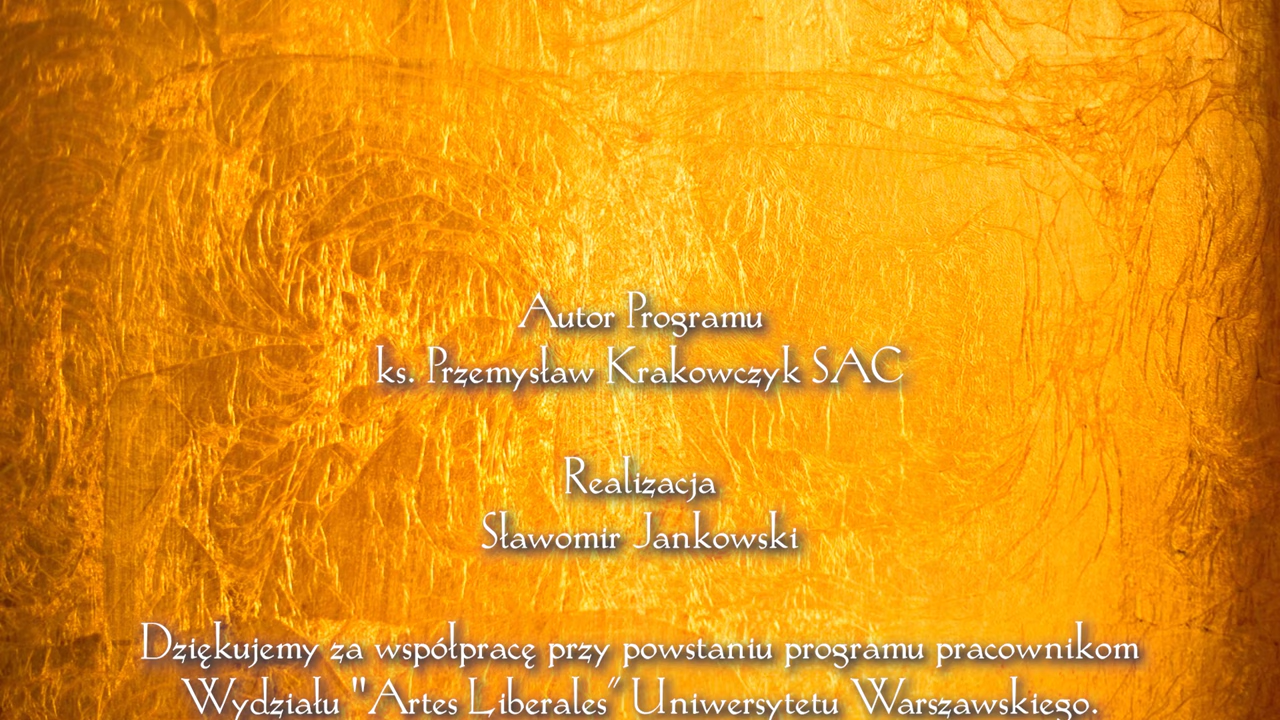 Autor Programu
ks. Przemysław Krakowczyk SAC
Realizacja
Sławomir Jankowski
Dziękujemy za współpracę przy powstaniu programu pracownikom
Wydziału "Artes Liberales" Uniwersytetu Warszawskiego.